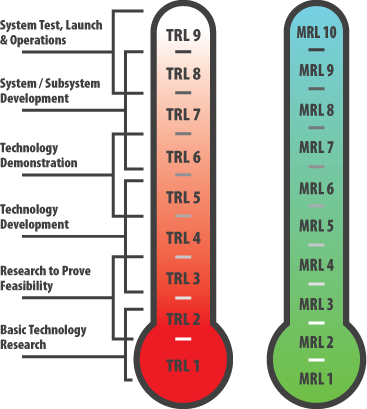 System Test, Launch
& Operations
System / Subsystem
Development
Technology
Demonstration
Technology
Development
Research to Prove
Feasibility
Basic Technology
Research
TRL 9
TRL 8
TRL 7
TRL 6
TRL 5
TRL 4
TRL 3
TRL 2
TRL 1
MRL 10
MRL 9
MRL 8
MRL 7
MRL 6
MRL 5
MRL 4
MRL 3
MRL 2
MRL 1